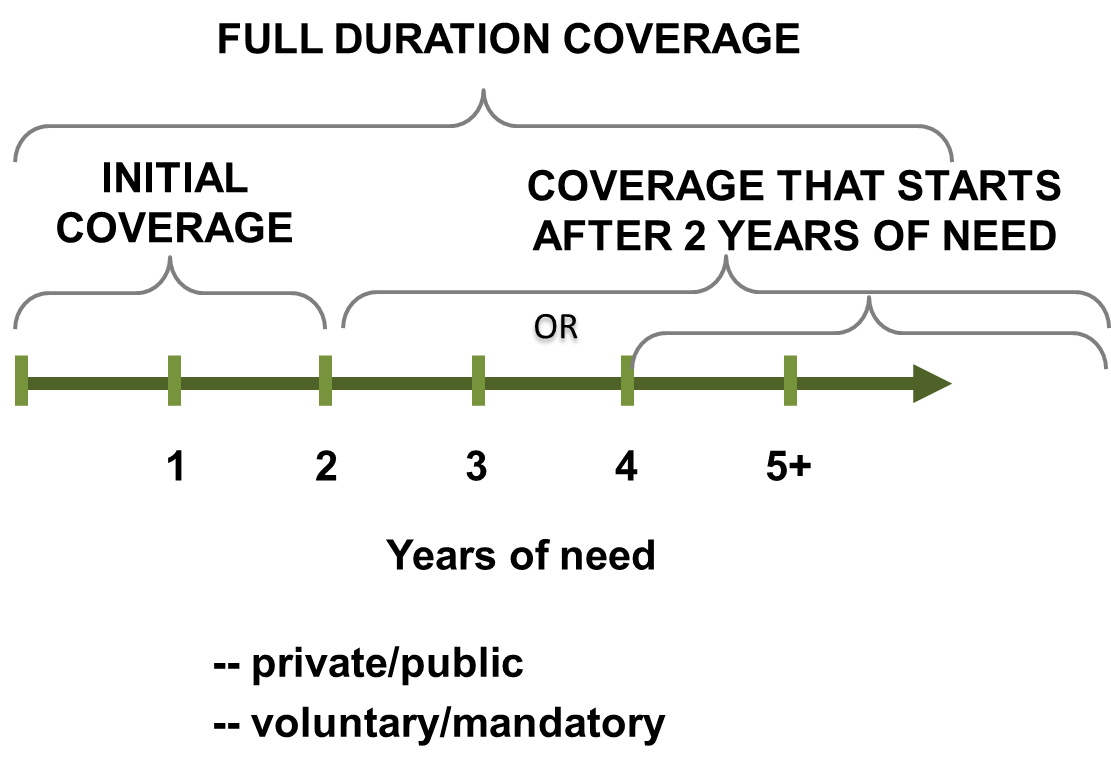 FULL DURATION COVERAGE
INITIAL
COVERAGE
COVERAGE THAT STARTS
AFTER 2 YEARS OF NEED
OR
1 2 3 4 5+
Years of need
-- private/public
-- voluntary/mandatory